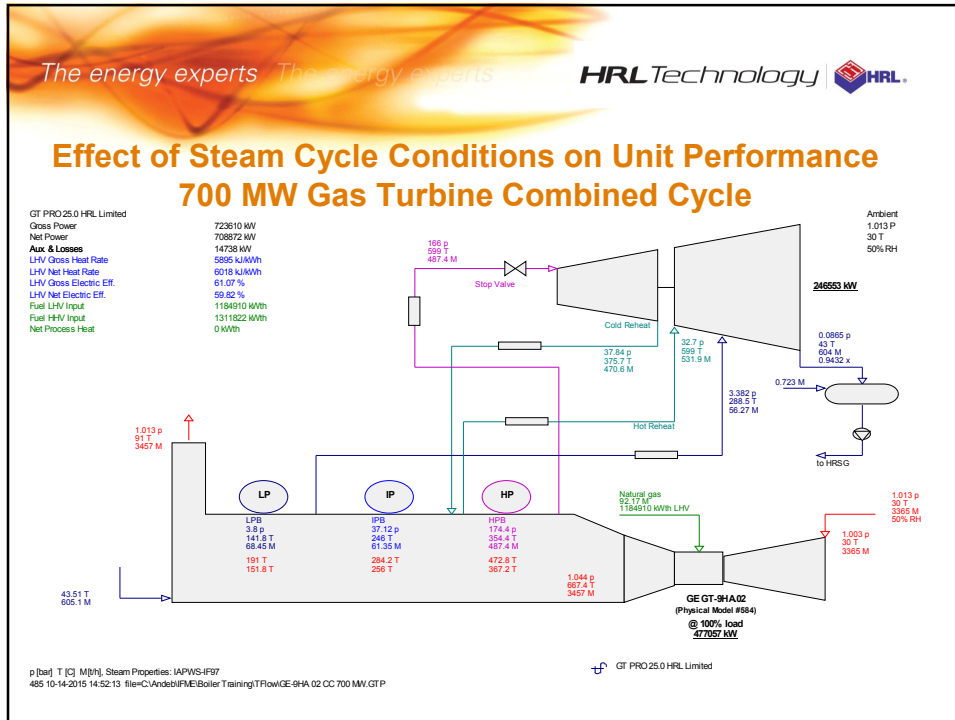 The energy experts The energy experts
HRL Technology HRL®
Effect of Steam Cycle Conditions on Unit Performance
700 MW Gas Turbine Combined Cycle
GT PRO 25.0 HRL Limited
Gross Power 723610 kW
Net Power 708872 kW
Aux & Losses 14738 kW
LHV Gross Heat Rate 5895 kJ/kWh
LHV Net Heat Rate 6018 kJ/kWh
LHV Gross Electric Eff. 61.07 %
LHV Net Electric Eff. 59.82 %
Fuel LHV Input 1184910 kWth
Fuel HHV Input 1311822 kWth
Net Process Heat 0 kWth
Ambient
1.013 P
30 T
50% RH
166 p
599 T
487.4 M
Stop Valve
246553 kW
Cold Reheat
37.84 p
375.7 T
470.6 M
32.7 p
599 T
531.9 M
0.0865 p
43 T
604 M
0.9432 x
0.723 M
3.382 p
288.5 T
56.27 M
Hot Reheat
to HRSG
1.013 p
91 T
3457 M
LP
IP
HP
LPB
3.8 p
141.8 T
68.45 M
191 T
151.8 T
IPB
37.12 p
246 T
61.35 M
284.2 T
256 T
HPB
174.4 p
354.4 T
487.4 M
472.8 T
367.2 T
Natural gas
92.17 M
1184910 kWth LHV
1.013 p
30 T
3365 M
50% RH
1.003 p
30 T
3365 M
1.044 p
667.4 T
3457 M
43.51 T
605.1 M
GE GT-9HA.02
(Physical Model #584)
@ 100% load
477057 kW
GT PRO 25.0 HRL Limited
p [bar] T [C] M[t/h], Steam Properties: IAPWS-IF97
485 10-14-2015 14:52:13 file=C:\Andeb\IFME\Boiler Training\TFlow\GE-9HA 02 CC 700 MW.GTP